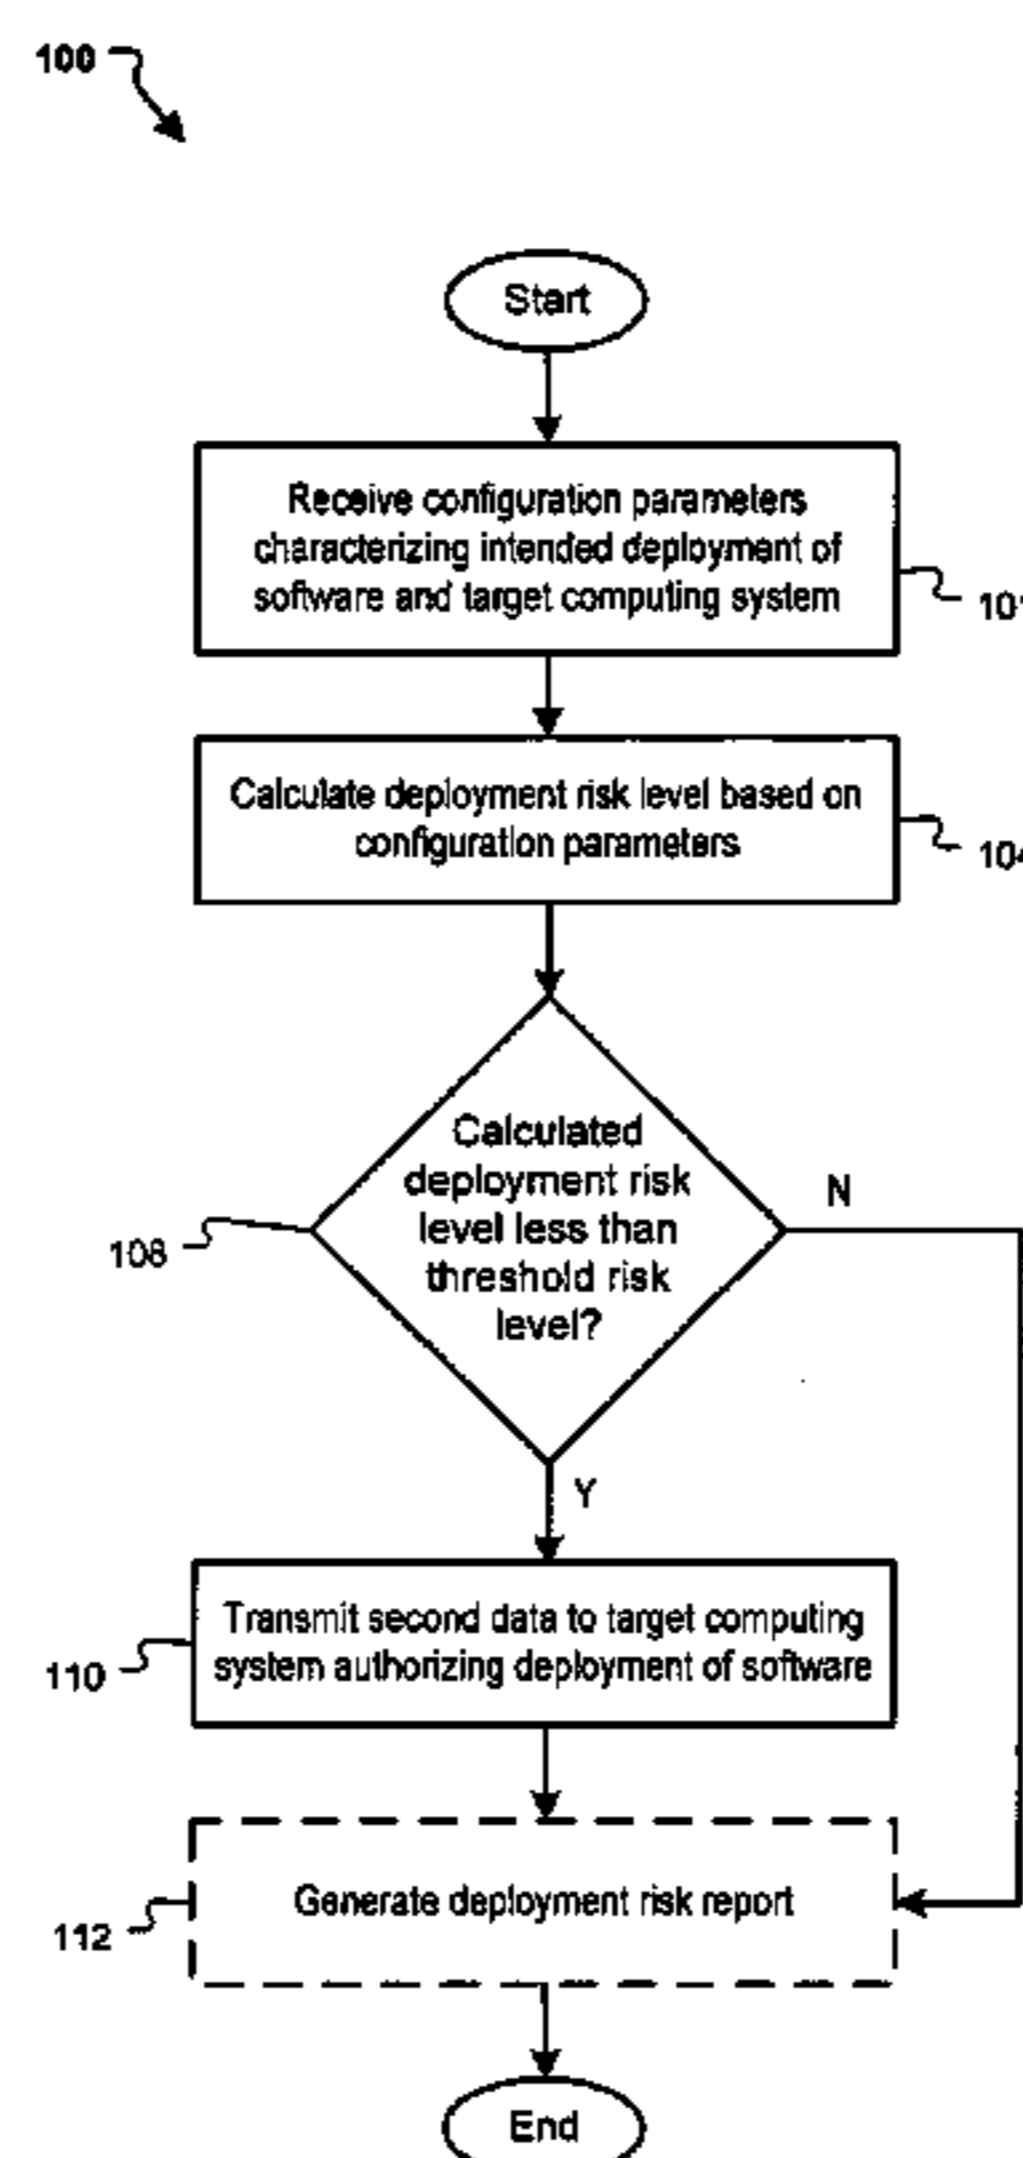 100
Start
Receive configuration parameters
characterizing intended deployment of
software and target computing system
101
Calculate deployment risk level based on
configuration parameters
104
Calculated
deployment risk
level less than
threshold risk
level?
N
108
Y
Transmit second data to target computing
system authorizing deployment of software
110
Generate deployment risk report
112
End